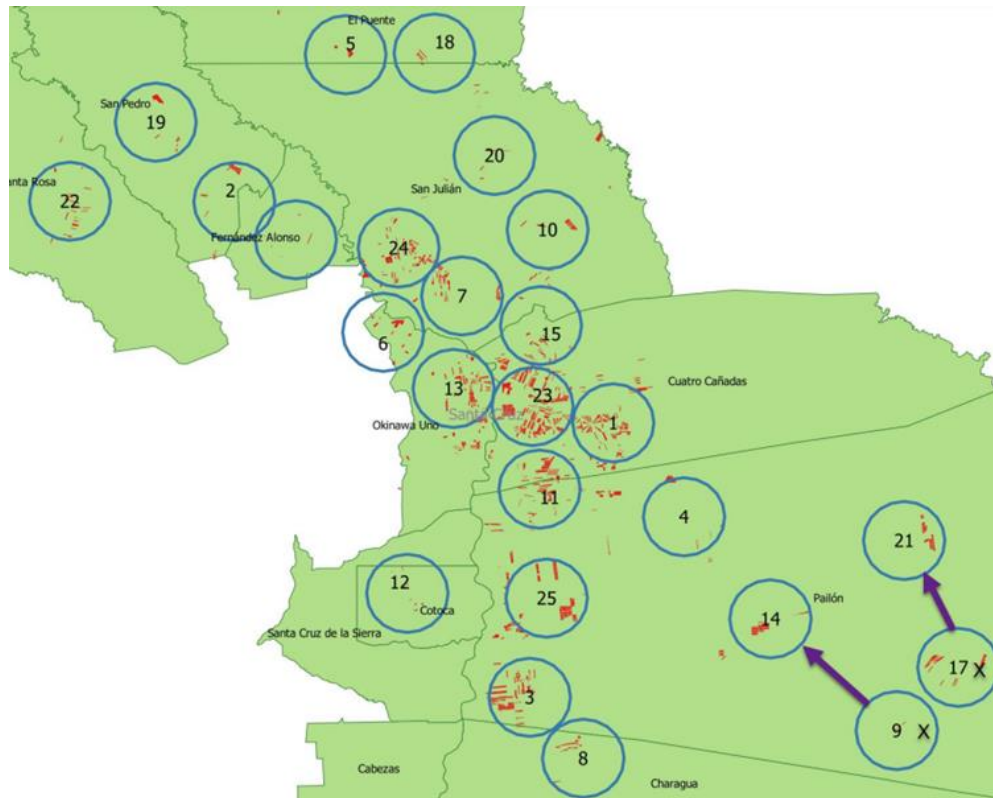 El Puente
5
18
San Pedro
19
20
anta Rosa
22
2
San Julián
10
Fernández Alonso
24
7
15
6
13
23
Cuatro Cañadas
Santa Cruz
Okinawa Uno
1
11
4
21
12
Cotoca
25
14
Pailón
Santa Cruz de la Sierra
17 X
3
9 X
8
Cabezas
Charagua